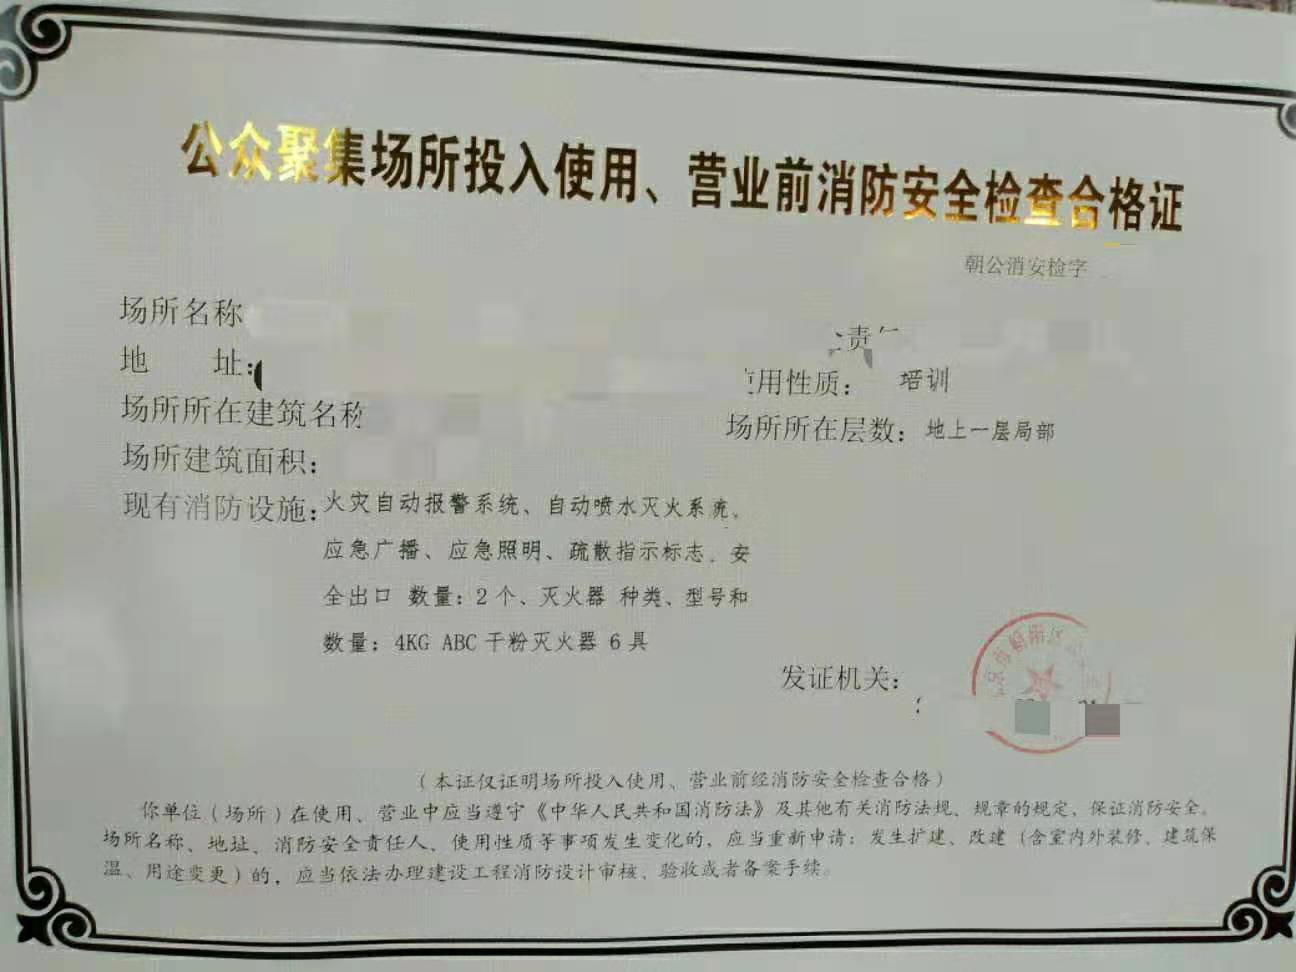 公众聚集场所投入使用、营业前消防安全检查合格证
朝公消安检字
场所名称
责
地 址:
用性质: 培训
场所所在建筑名称
场所所在层数: 地上一层局部
场所建筑面积:
现有消防设施: 火灾自动报警系统、自动喷水灭火系统、
应急广播、应急照明、疏散指示标志、安
全出口 数量: 2个、灭火器 种类、型号和
数量: 4KG ABC 干粉灭火器 6具
发证机关:
京市朝阳区
(本证仅证明场所投入使用、营业前经消防安全检查合格)
你单位(场所)在使用、营业中应当遵守《中华人民共和国消防法》及其他有关消防法规、规章的规定,保证消防安全。
场所名称、地址、消防安全责任人、使用性质等事项发生变化的,应当重新申请;发生扩建、改建(含室内外装修、建筑保
温、用途变更)的,应当依法办理建设工程消防设计审核、验收或者备案手续。